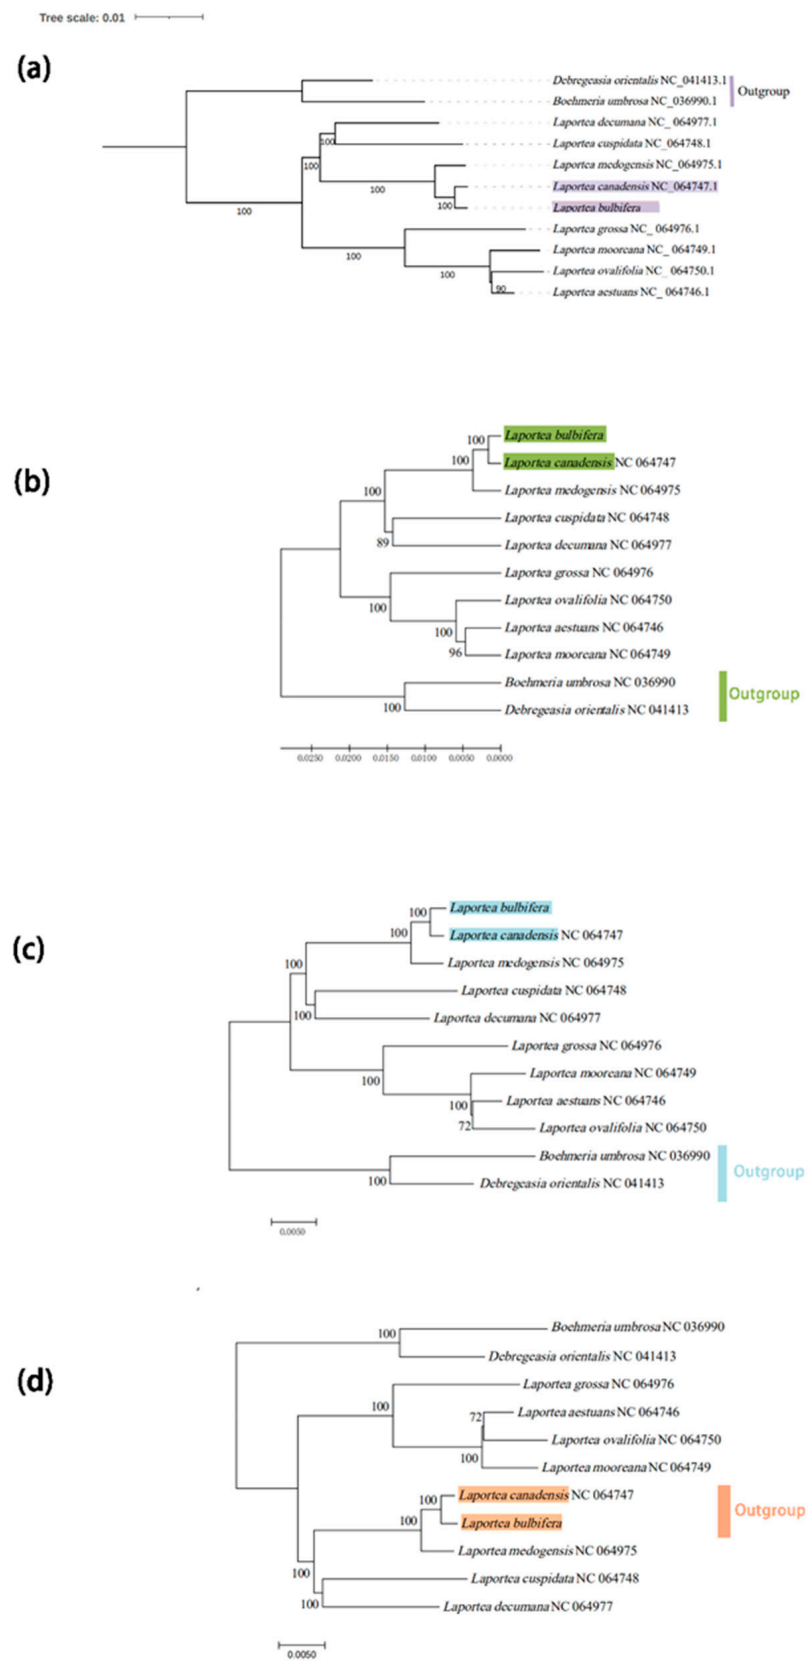 Tree scale: 0.01
(a)
Debregeasia orientalis NC_041413.1
Outgroup
Boehmeria umbrosa NC_036990.1
Laportea decumana NC_ 064977.1
100
Laportea cuspidata NC_064748.1
100
Laportea medogensis NC_064975.1
100
Laportea canadensis NC_064747.1
100
Laportea bulbifera
100
Laportea grossa NC_ 064976.1
100
Laportea mooreana NC_ 064749.1
100
Laportea ovalifolia NC_ 064750.1
90
Laportea aestuans NC_ 064746.1
(b)
Laportea bulbifera
100
Laportea canadensis NC 064747
100
Laportea medogensis NC 064975
100
Laportea cuspidata NC 064748
89
Laportea decumana NC 064977
Laportea grossa NC 064976
100
Laportea ovalifolia NC 064750
Laportea aestuans NC 064746
100
96
Laportea mooreana NC 064749
Boehmeria umbrosa NC 036990
Outgroup
100
Debregeasia orientalis NC 041413
0.0250 0.0200 0.0150 0.0100 0.0050 0.0000
(c)
Laportea bulbifera
100
Laportea canadensis NC 064747
100
Laportea medogensis NC 064975
100
Laportea cuspidata NC 064748
100
Laportea decumana NC 064977
Laportea grossa NC 064976
100
Laportea mooreana NC 064749
Laportea aestuans NC 064746
100
72
Laportea ovalifolia NC 064750
Boehmeria umbrosa NC 036990
Outgroup
100
Debregeasia orientalis NC 041413
0.0050
(d)
Boehmeria umbrosa NC 036990
100
Debregeasia orientalis NC 041413
Laportea grossa NC 064976
100
72
Laportea aestuans NC 064746
Laportea ovalifolia NC 064750
100
Laportea mooreana NC 064749
Laportea canadensis NC 064747
100
Outgroup
100
Laportea bulbifera
Laportea medogensis NC 064975
100
Laportea cuspidata NC 064748
100
Laportea decumana NC 064977
0.0050